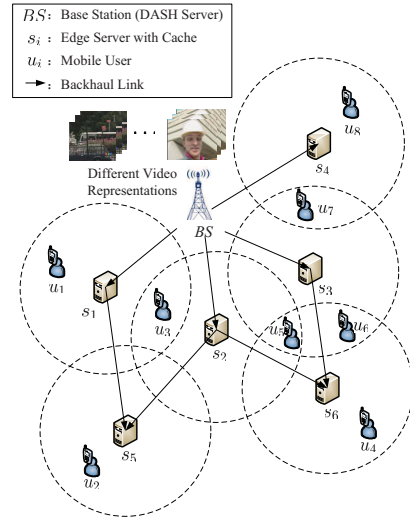 BS: Base Station (DASH Server)
s_i: Edge Server with Cache
u_i: Mobile User
Backhaul Link
. . .
Different Video
Representations
BS
u_8
s_4
u_7
u_1
s_1
u_3
s_3
s_2
u_5
u_6
s_6
u_4
s_5
u_2